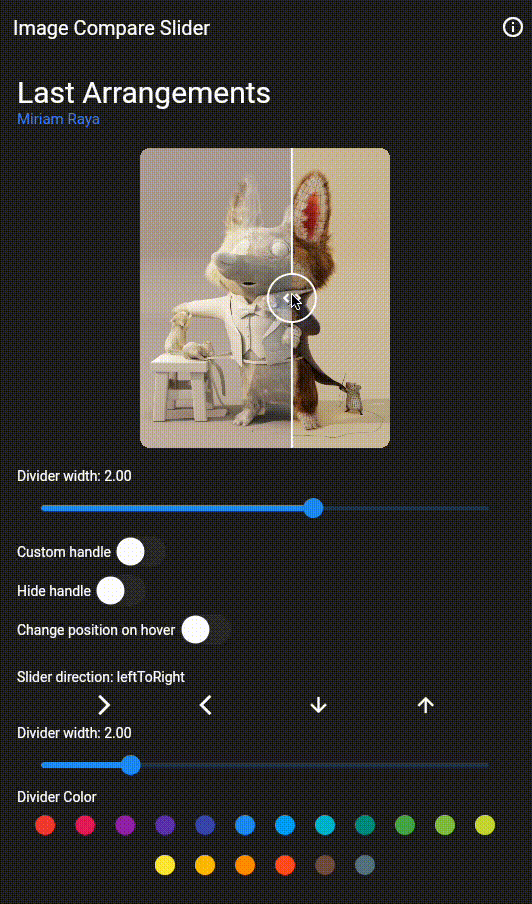 Image Compare Slider
Last Arrangements
Miriam Raya
Divider width: 2.00
Custom handle
Hide handle
Change position on hover
Slider direction: leftToRight
Divider width: 2.00
Divider Color